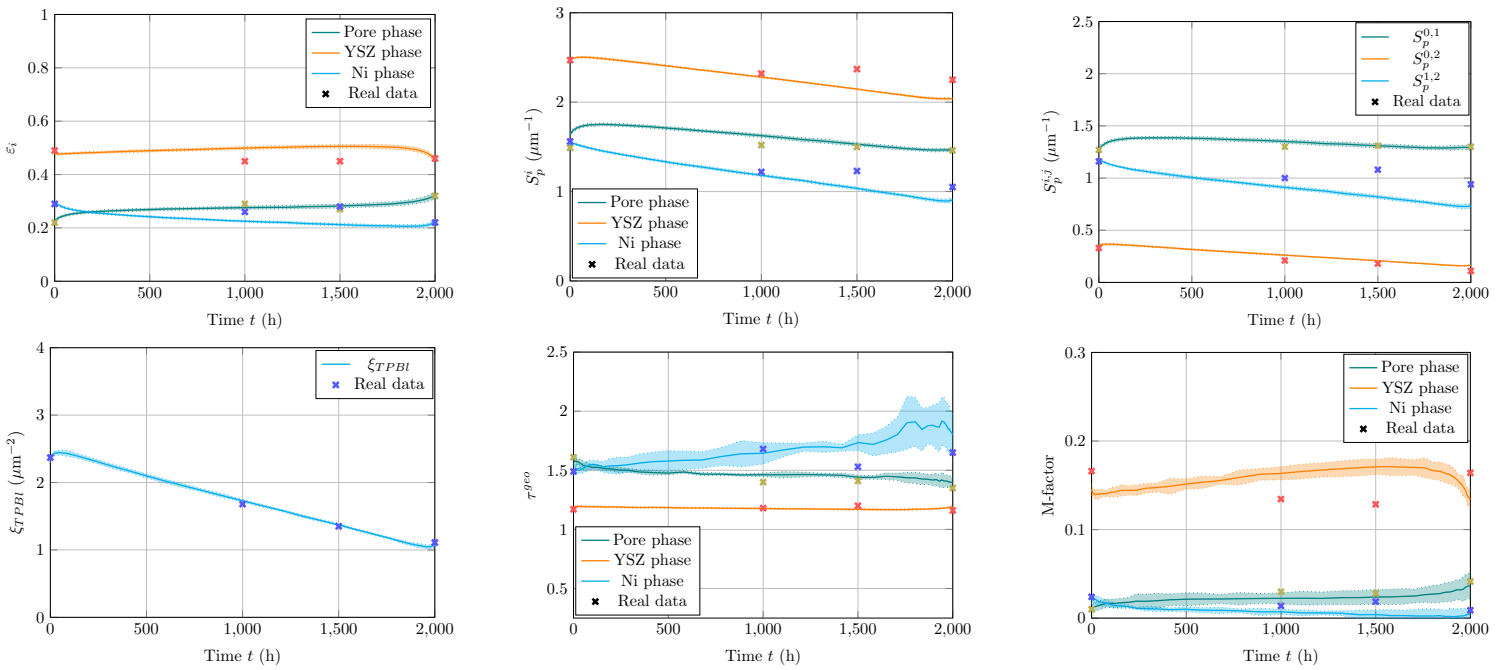 1
0.8
0.6
0.4
0.2
0
ε_i
0
500
1,000
1,500
2,000
Time t (h)
Pore phase
YSZ phase
Ni phase
Real data
3
2
1
0
S_p^i (μm⁻¹)
0
500
1,000
1,500
2,000
Time t (h)
Pore phase
YSZ phase
Ni phase
Real data
2.5
2
1.5
1
0.5
0
S_p^{i,j} (μm⁻¹)
0
500
1,000
1,500
2,000
Time t (h)
S_p^{0,1}
S_p^{0,2}
S_p^{1,2}
Real data
4
3
2
1
0
ξ_{TPBl} (μm⁻²)
0
500
1,000
1,500
2,000
Time t (h)
ξ_{TPBl}
Real data
2.5
2
1.5
1
0.5
τ^{geo}
0
500
1,000
1,500
2,000
Time t (h)
Pore phase
YSZ phase
Ni phase
Real data
0.3
0.2
0.1
0
M-factor
0
500
1,000
1,500
2,000
Time t (h)
Pore phase
YSZ phase
Ni phase
Real data